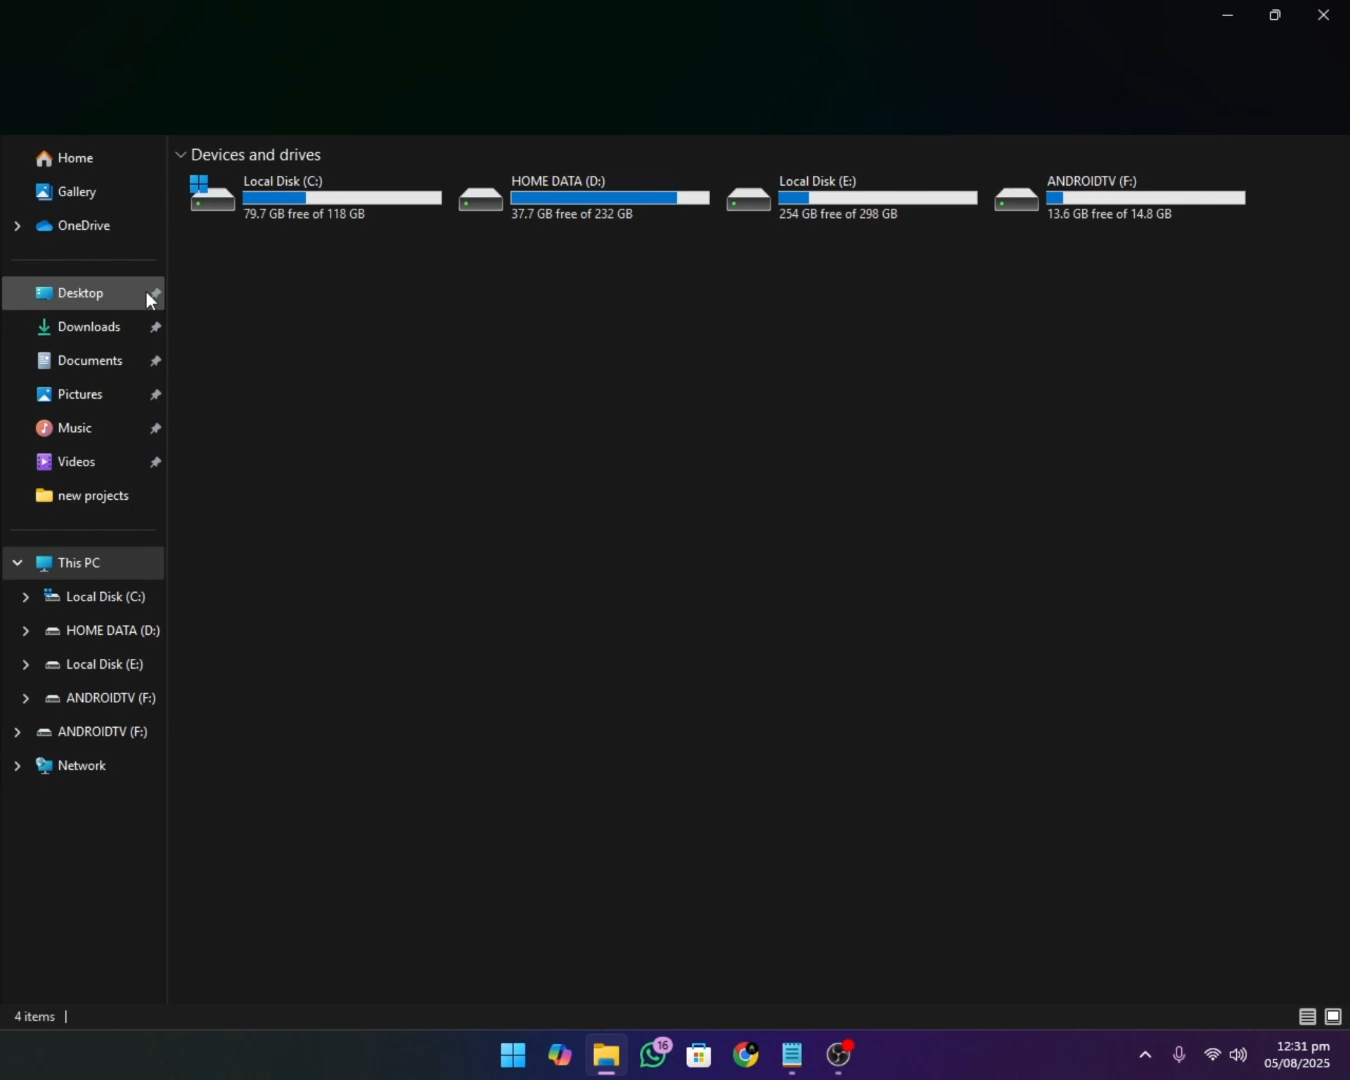 Home
Gallery
OneDrive
Desktop
Downloads
Documents
Pictures
Music
Videos
new projects
This PC
Local Disk (C:)
HOME DATA (D:)
Local Disk (E:)
ANDROIDTV (F:)
ANDROIDTV (F:)
Network
Devices and drives
Local Disk (C:)
79.7 GB free of 118 GB
HOME DATA (D:)
37.7 GB free of 232 GB
Local Disk (E:)
254 GB free of 298 GB
ANDROIDTV (F:)
13.6 GB free of 14.8 GB
4 items
16
12:31 pm
05/08/2025